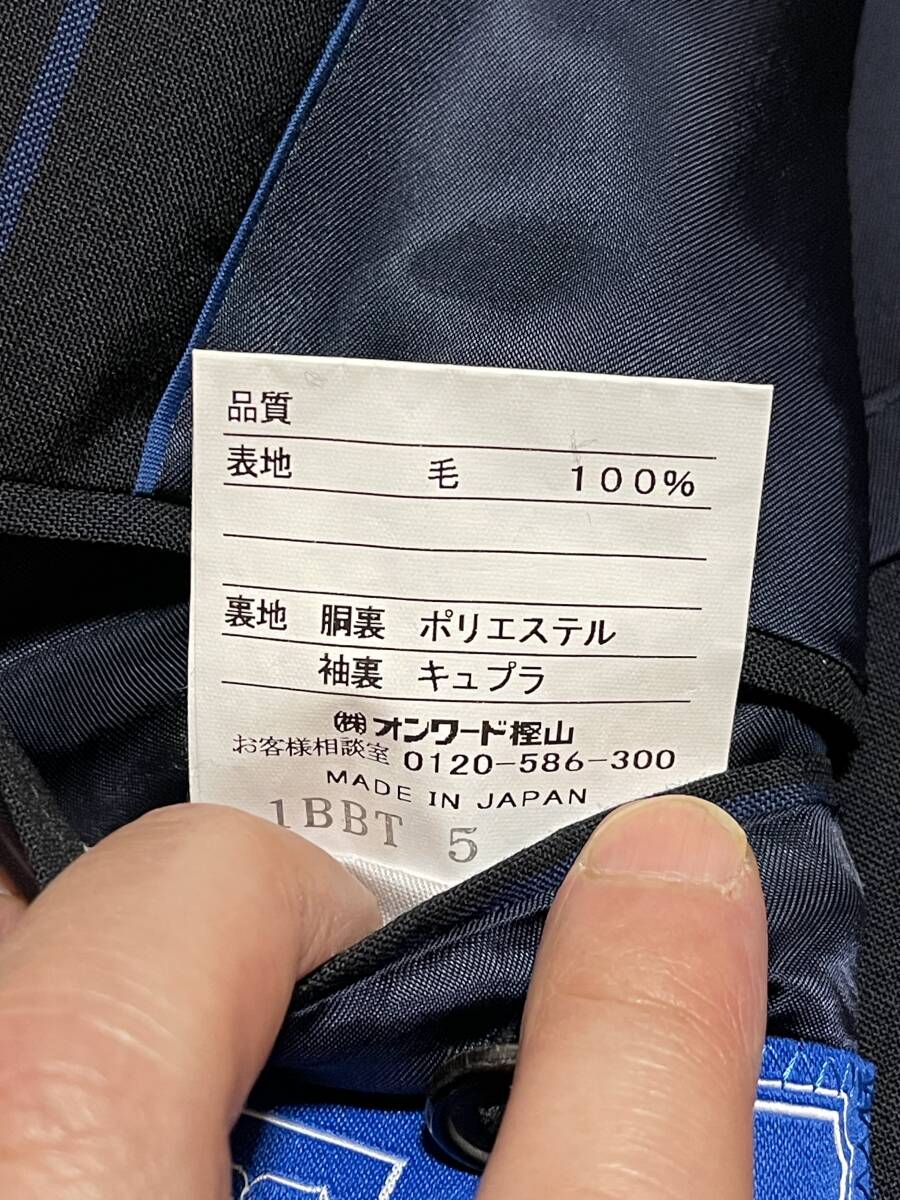 品質
表地 毛 100%
裏地 胴裏 ポリエステル
袖裏 キュプラ
㈱オンワード樫山
お客様相談室 0120-586-300
MADE IN JAPAN
1BBT 5